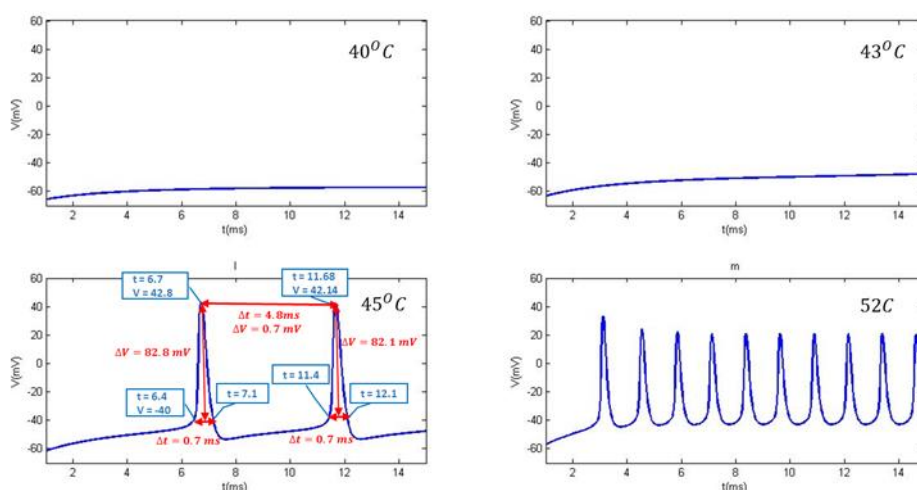 60
40
20
0
-20
-40
-60
V(mV)
40⁰C
2 4 6 8 10 12 14
t(ms)
60
40
20
0
-20
-40
-60
V(mV)
43⁰C
2 4 6 8 10 12 14
t(ms)
l
60
40
20
0
-20
-40
-60
V(mV)
t = 6.7
V = 42.8
t = 11.68
V = 42.14
45⁰C
Δt = 4.8ms
ΔV = 0.7 mV
ΔV = 82.8 mV
ΔV = 82.1 mV
t = 6.4
V = -40
t = 7.1
t = 11.4
t = 12.1
Δt = 0.7 ms
Δt = 0.7 ms
2 4 6 8 10 12 14
t(ms)
m
60
40
20
0
-20
-40
-60
V(mV)
52C
2 4 6 8 10 12 14
t(ms)